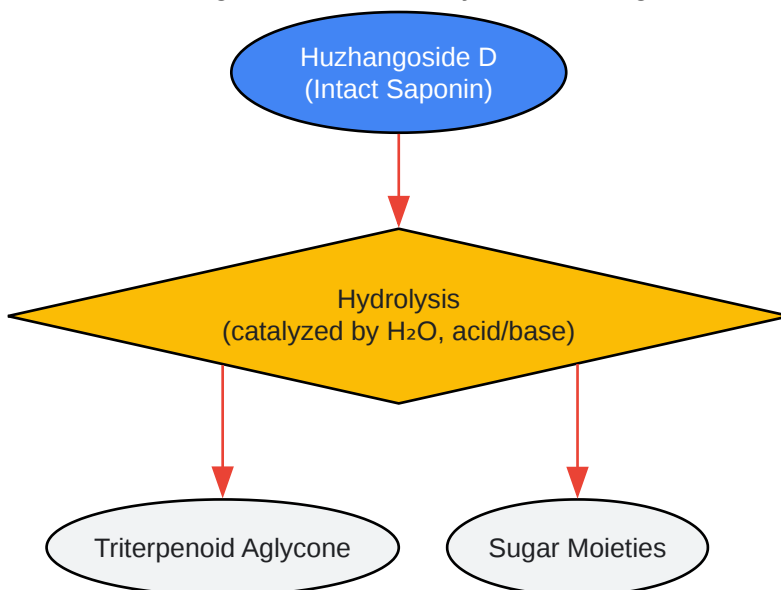 Huzhangoside D
(Intact Saponin)
Hydrolysis
(catalyzed by H₂O, acid/base)
Triterpenoid Aglycone
Sugar Moieties